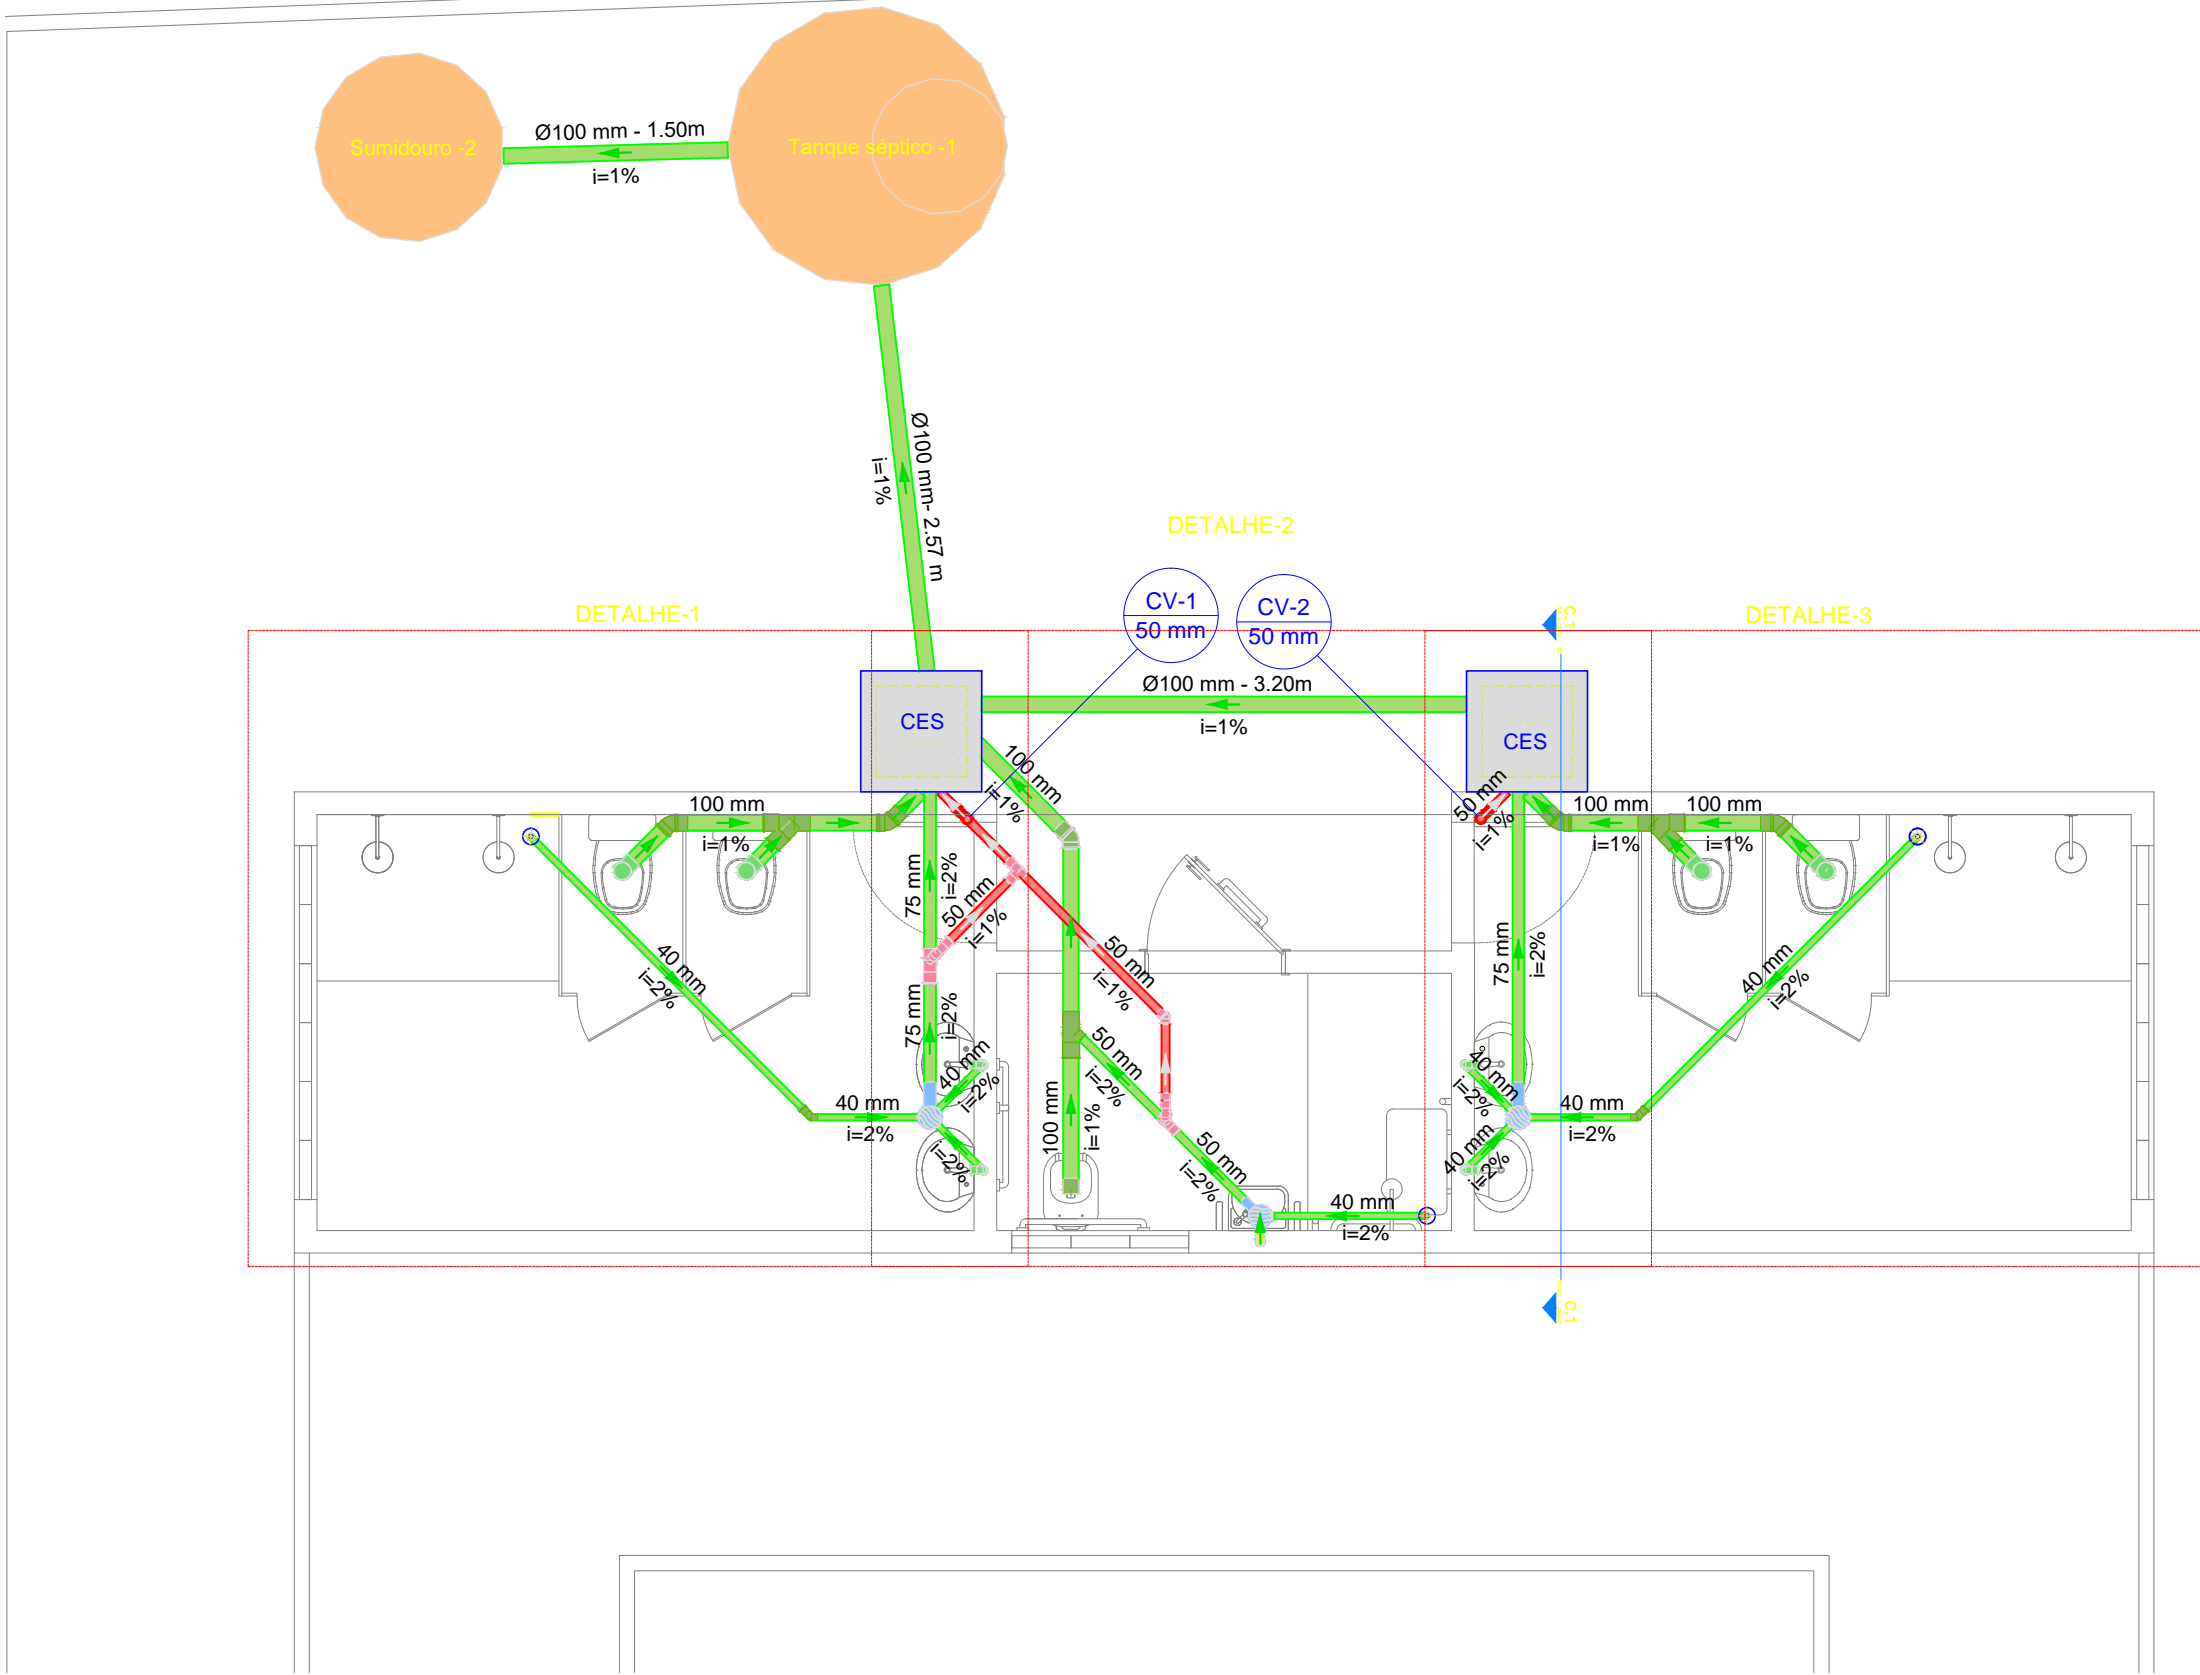 Sumidouro -2
Ø100 mm - 1.50m
i=1%
Tanque séptico -1
Ø100 mm- 2.57 m
i=1%
DETALHE-2
DETALHE-1
CV-1
50 mm
CV-2
50 mm
C.1
DETALHE-3
CES
Ø100 mm - 3.20m
i=1%
CES
100 mm
i=1%
100 mm
i=1%
50 mm
i=1%
100 mm
i=1%
100 mm
i=1%
75 mm
i=2%
50 mm
i=1%
40 mm
i=2%
50 mm
i=1%
75 mm
i=2%
40 mm
i=2%
75 mm
i=2%
40 mm
i=2%
50 mm
i=2%
40 mm
i=2%
40 mm
i=2%
i=2%
100 mm
i=1%
50 mm
i=2%
40 mm
i=2%
40 mm
i=2%
40 mm
i=2%
C.1